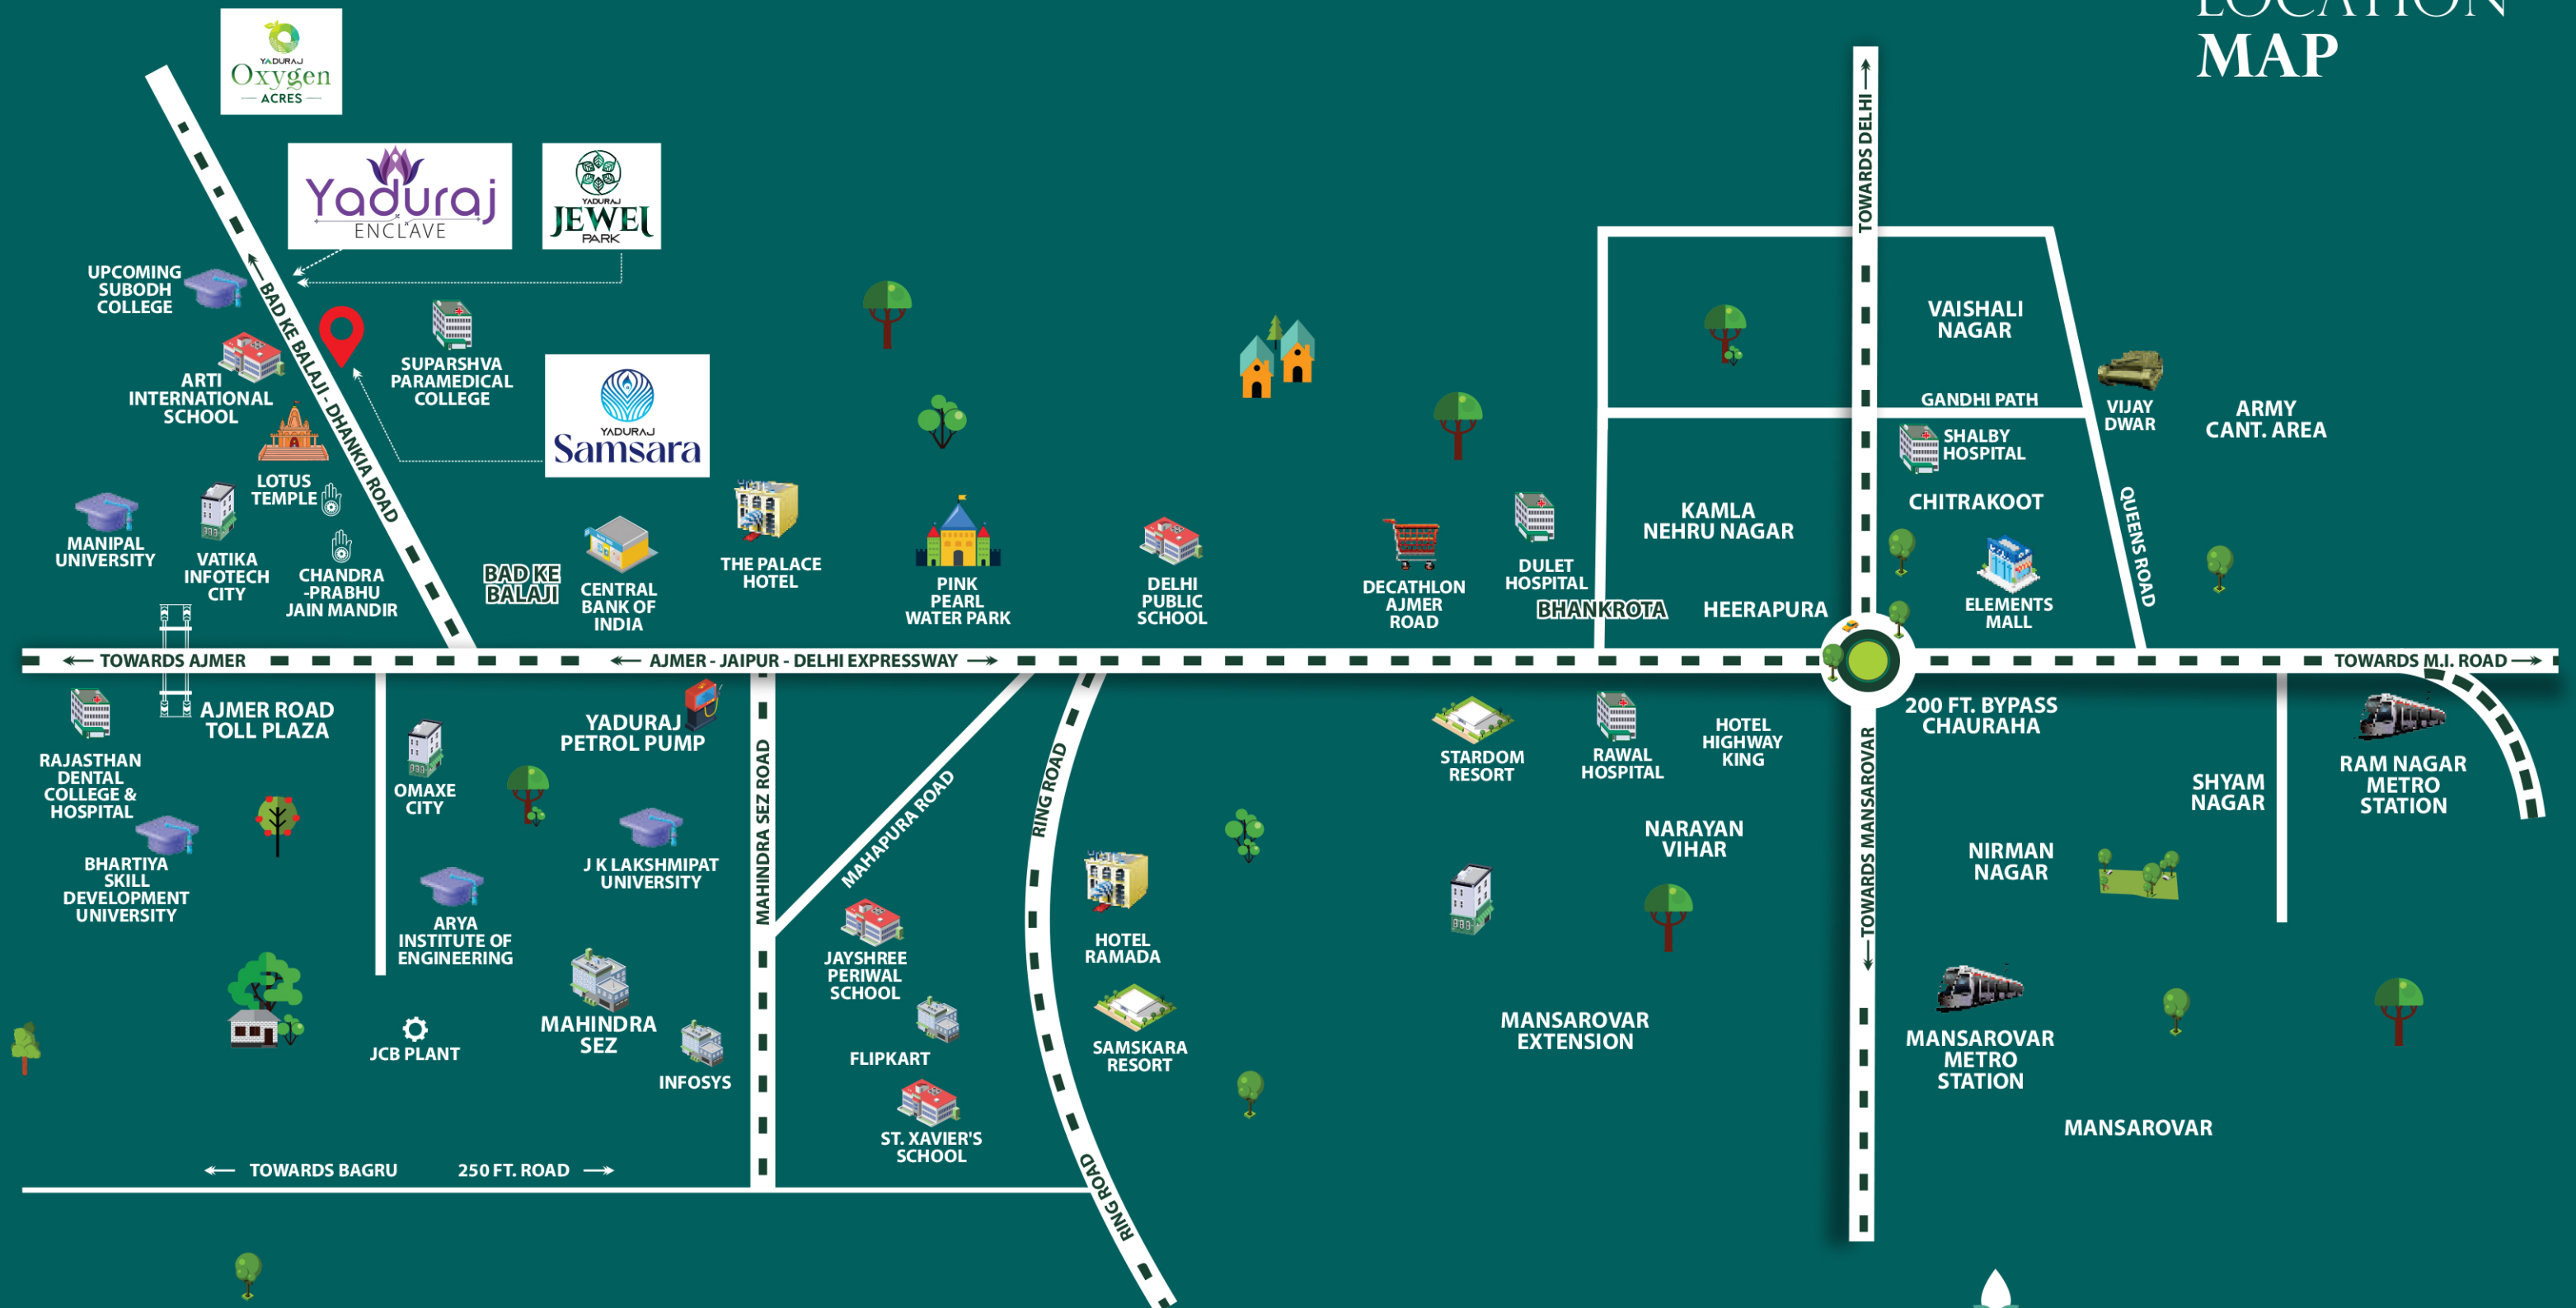 LOCATION
MAP
YADURAJ
Oxygen
ACRES
Yaduraj
ENCLAVE
YADURAJ
JEWEL
PARK
UPCOMING
SUBODH
COLLEGE
BAD KE BALAJI - DHANKIA ROAD
ARTI
INTERNATIONAL
SCHOOL
SUPARSHVA
PARAMEDICAL
COLLEGE
YADURAJ
Samsara
LOTUS
TEMPLE
MANIPAL
UNIVERSITY
VATIKA
INFOTECH
CITY
CHANDRA
-PRABHU
JAIN MANDIR
BAD KE
BALAJI
CENTRAL
BANK OF
INDIA
THE PALACE
HOTEL
PINK
PEARL
WATER PARK
DELHI
PUBLIC
SCHOOL
DECATHLON
AJMER
ROAD
DULET
HOSPITAL
BHANKROTA
KAMLA
NEHRU NAGAR
HEERAPURA
TOWARDS DELHI
VAISHALI
NAGAR
GANDHI PATH
SHALBY
HOSPITAL
CHITRAKOOT
ELEMENTS
MALL
QUEENS ROAD
VIJAY
DWAR
ARMY
CANT. AREA
TOWARDS AJMER
AJMER - JAIPUR - DELHI EXPRESSWAY
TOWARDS M.I. ROAD
RAJASTHAN
DENTAL
COLLEGE &
HOSPITAL
AJMER ROAD
TOLL PLAZA
BHARTIYA
SKILL
DEVELOPMENT
UNIVERSITY
OMAXE
CITY
YADURAJ
PETROL PUMP
J K LAKSHMIPAT
UNIVERSITY
ARYA
INSTITUTE OF
ENGINEERING
JCB PLANT
MAHINDRA
SEZ
INFOSYS
MAHINDRA SEZ ROAD
MAHAPURA ROAD
RING ROAD
JAYSHREE
PERIWAL
SCHOOL
FLIPKART
ST. XAVIER'S
SCHOOL
HOTEL
RAMADA
SAMSKARA
RESORT
STARDOM
RESORT
RAWAL
HOSPITAL
HOTEL
HIGHWAY
KING
NARAYAN
VIHAR
MANSAROVAR
EXTENSION
TOWARDS MANSAROVAR
200 FT. BYPASS
CHAURAHA
NIRMAN
NAGAR
SHYAM
NAGAR
RAM NAGAR
METRO
STATION
MANSAROVAR
METRO
STATION
MANSAROVAR
TOWARDS BAGRU
250 FT. ROAD
RING ROAD